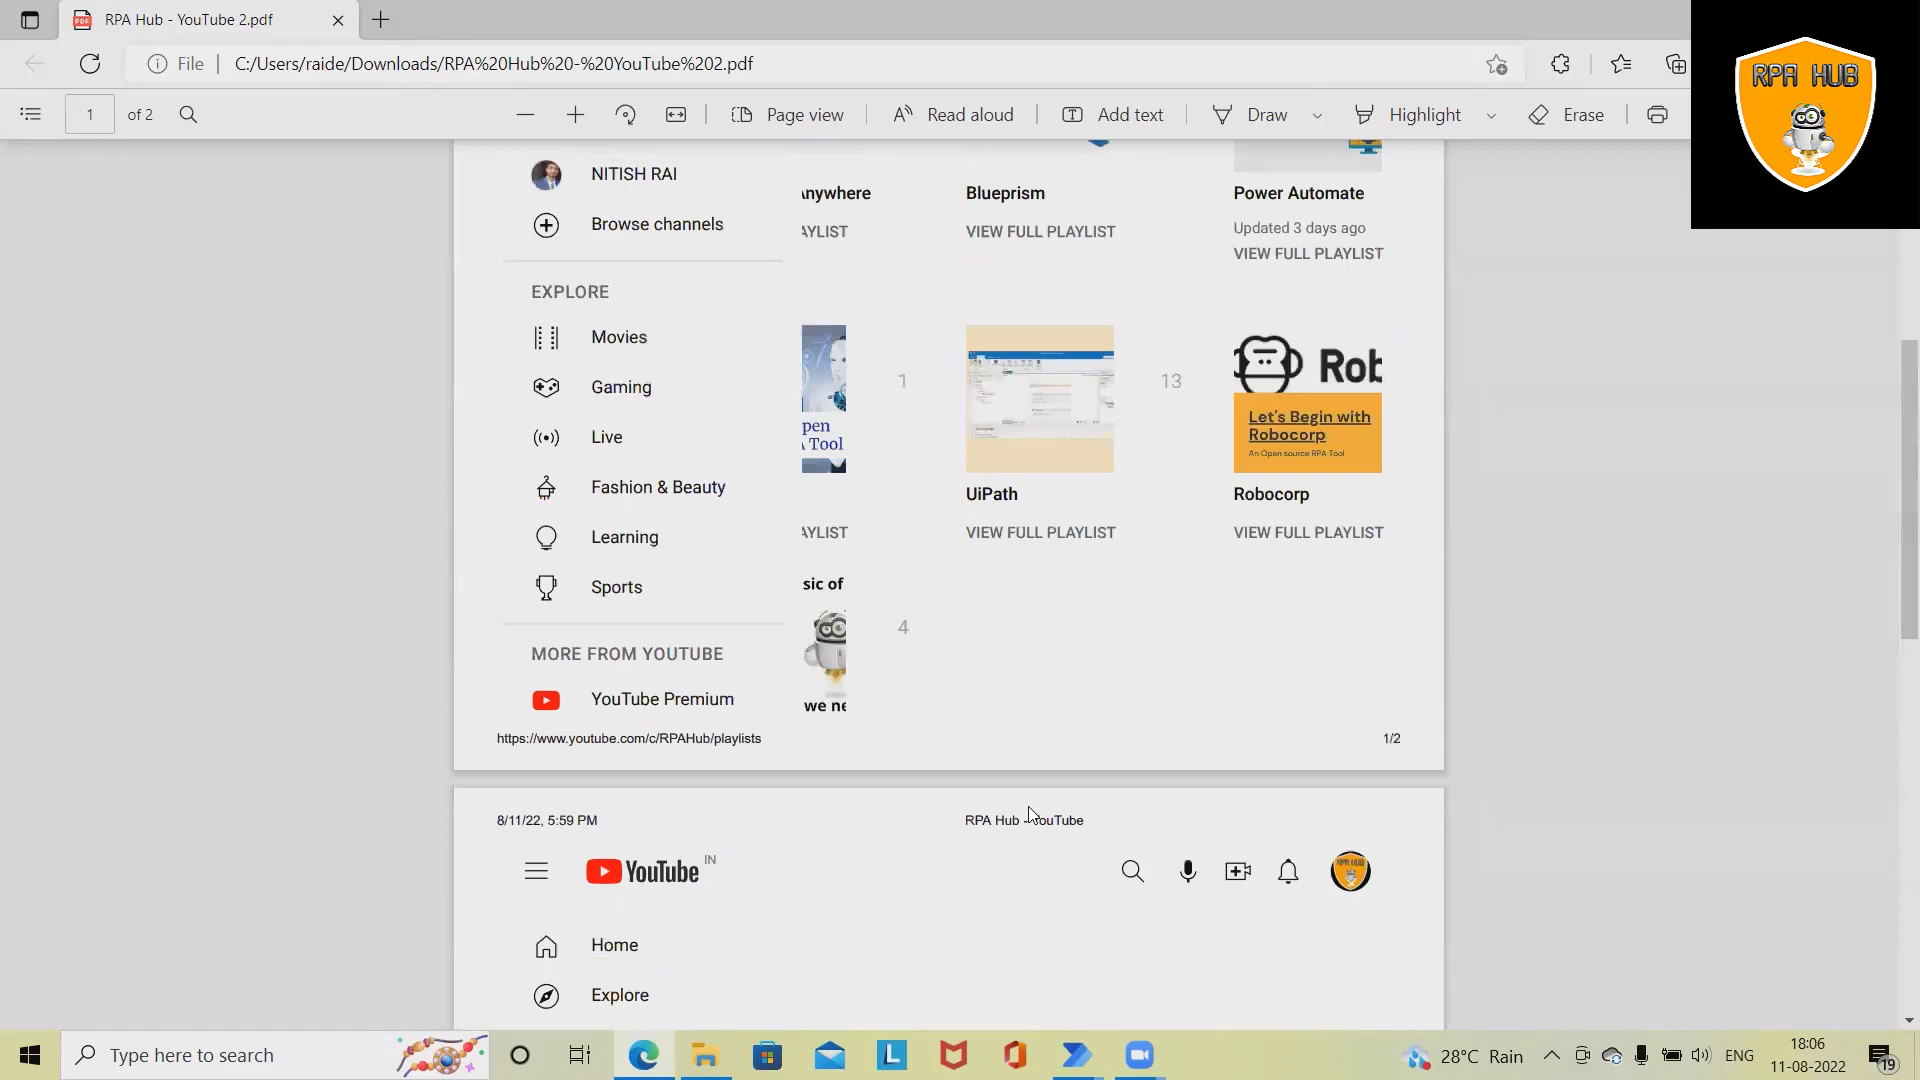 RPA Hub - YouTube 2.pdf
File
C:/Users/raide/Downloads/RPA%20Hub%20-%20YouTube%202.pdf
RPA HUB
1 of 2
Page view
Read aloud
Add text
Draw
Highlight
Erase
NITISH RAI
Browse channels
EXPLORE
Movies
Gaming
Live
Fashion & Beauty
Learning
Sports
MORE FROM YOUTUBE
YouTube Premium
nywhere
AYLIST
Blueprism
VIEW FULL PLAYLIST
Power Automate
Updated 3 days ago
VIEW FULL PLAYLIST
pen
Tool
AYLIST
1
UiPath
VIEW FULL PLAYLIST
13
Rob
Let's Begin with
Robocorp
An Open source RPA Tool
Robocorp
VIEW FULL PLAYLIST
sic of
we ne
4
https://www.youtube.com/c/RPAHub/playlists
1/2
8/11/22, 5:59 PM
RPA Hub - YouTube
YouTube IN
RPA HUB
Home
Explore
Type here to search
28°C Rain
ENG
18:06
11-08-2022
19